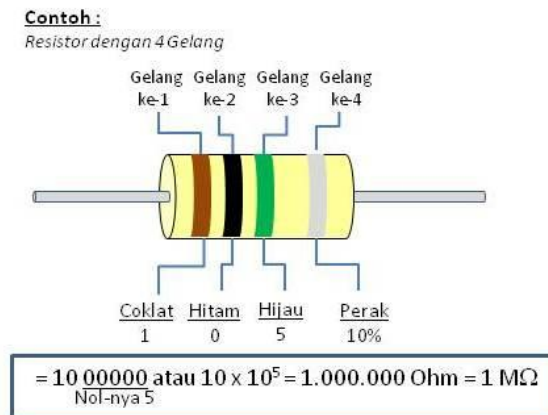 Contoh :
Resistor dengan 4 Gelang
Gelang ke-1
Gelang ke-2
Gelang ke-3
Gelang ke-4
Coklat
1
Hitam
0
Hijau
5
Perak
10%
= 10 00000 atau 10 x 10⁵ = 1.000.000 Ohm = 1 MΩ
Nol-nya 5